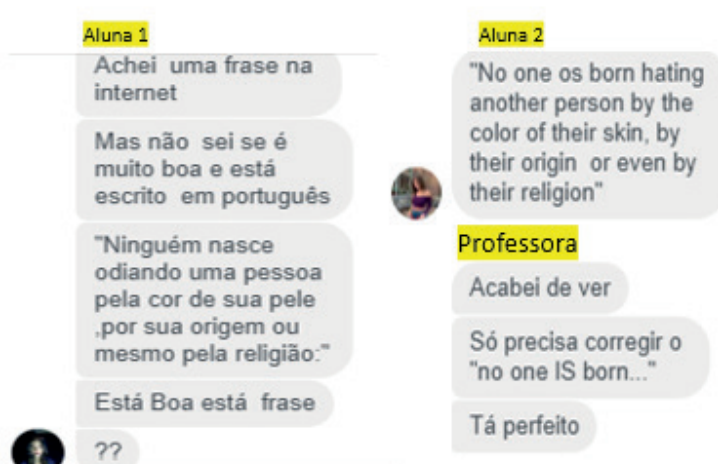 Aluna 1
Achei uma frase na
internet
Mas não sei se é
muito boa e está
escrito em português
"Ninguém nasce
odiando uma pessoa
pela cor de sua pele
,por sua origem ou
mesmo pela religião:"
Está Boa está frase
??
Aluna 2
"No one os born hating
another person by the
color of their skin, by
their origin or even by
their religion"
Professora
Acabei de ver
Só precisa corregir o
"no one IS born..."
Tá perfeito